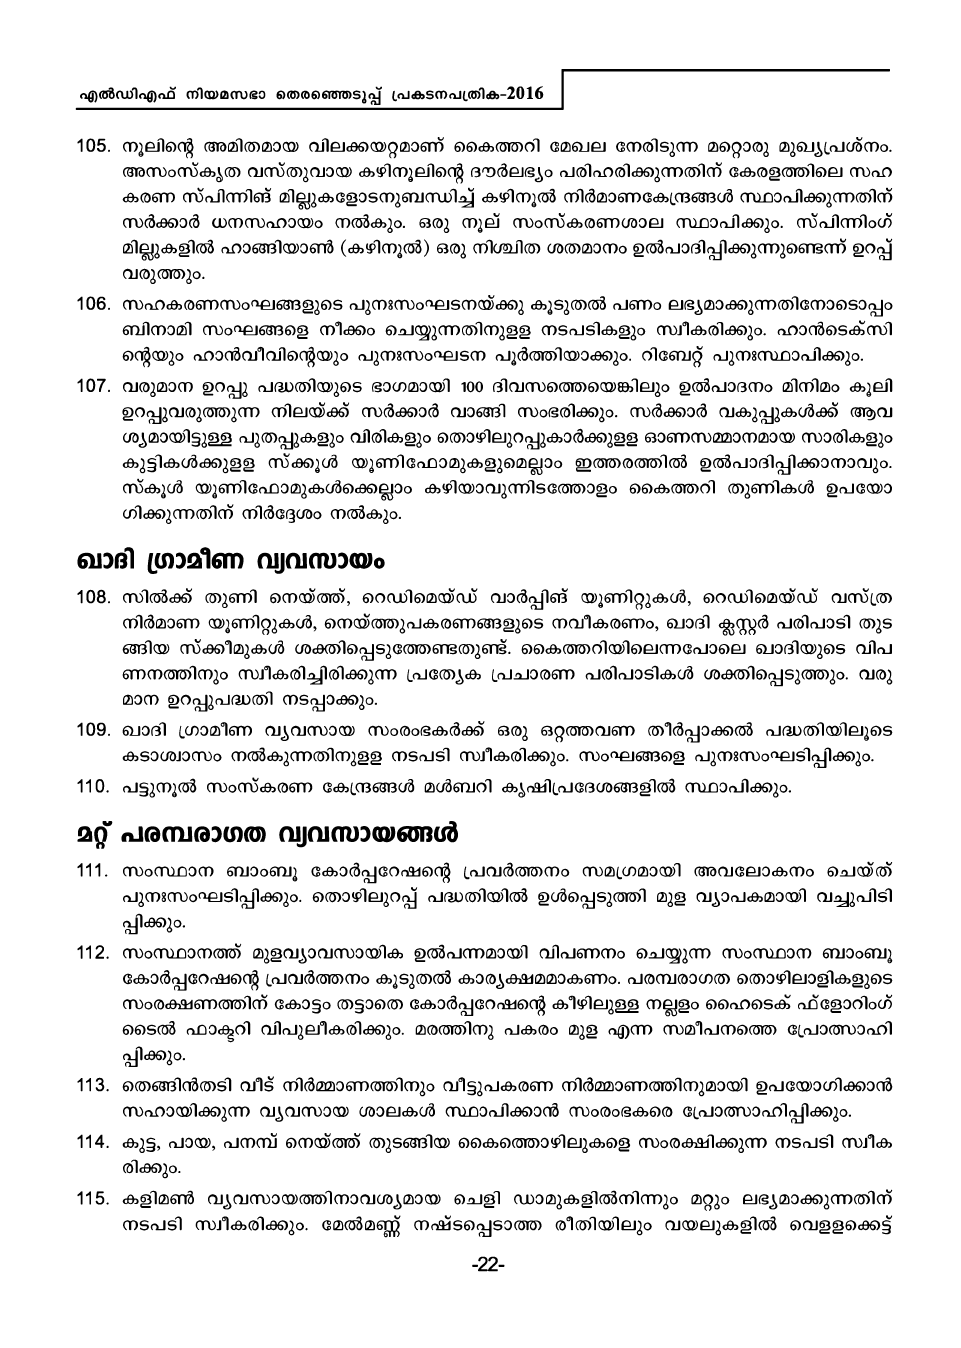 എൽഡിഎഫ് നിയമസഭാ തെരഞ്ഞെടുപ്പ് പ്രകടനപത്രിക-2016
105. നൂലിന്റെ അമിതമായ വിലക്കയറ്റമാണ് കൈത്തറി മേഖല നേരിടുന്ന മറ്റൊരു മുഖ്യപ്രശ്നം.
അസംസ്കൃത വസ്തുവായ കഴിനൂലിന്റെ ദൗർലഭ്യം പരിഹരിക്കുന്നതിന് കേരളത്തിലെ സഹ
കരണ സ്പിന്നിങ് മില്ലുകളോടനുബന്ധിച്ച് കഴിനൂൽ നിർമാണകേന്ദ്രങ്ങൾ സ്ഥാപിക്കുന്നതിന്
സർക്കാർ ധനസഹായം നൽകും. ഒരു നൂല് സംസ്കരണശാല സ്ഥാപിക്കും. സ്പിന്നിംഗ്
മില്ലുകളിൽ ഹാങ്ങിയാൺ (കഴിനൂൽ) ഒരു നിശ്ചിത ശതമാനം ഉൽപാദിപ്പിക്കുന്നുണ്ടെന്ന് ഉറപ്പ്
വരുത്തും.
106. സഹകരണസംഘങ്ങളുടെ പുനഃസംഘടനയ്ക്കു കൂടുതൽ പണം ലഭ്യമാക്കുന്നതിനോടൊപ്പം
ബിനാമി സംഘങ്ങളെ നീക്കം ചെയ്യുന്നതിനുളള നടപടികളും സ്വീകരിക്കും. ഹാൻടെക്സി
ന്റെയും ഹാൻവീവിന്റെയും പുനഃസംഘടന പൂർത്തിയാക്കും. റിബേറ്റ് പുനഃസ്ഥാപിക്കും.
107. വരുമാന ഉറപ്പു പദ്ധതിയുടെ ഭാഗമായി 100 ദിവസത്തെയെങ്കിലും ഉൽപാദനം മിനിമം കൂലി
ഉറപ്പുവരുത്തുന്ന നിലയ്ക്ക് സർക്കാർ വാങ്ങി സംഭരിക്കും. സർക്കാർ വകുപ്പുകൾക്ക് ആവ
ശ്യമായിട്ടുള്ള പുതപ്പുകളും വിരികളും തൊഴിലുറപ്പുകാർക്കുളള ഓണസമ്മാനമായ സാരികളും
കുട്ടികൾക്കുളള സ്ക്കൂൾ യൂണിഫോമുകളുമെല്ലാം ഇത്തരത്തിൽ ഉൽപാദിപ്പിക്കാനാവും.
സ്കൂൾ യൂണിഫോമുകൾക്കെല്ലാം കഴിയാവുന്നിടത്തോളം കൈത്തറി തുണികൾ ഉപയോ
ഗിക്കുന്നതിന് നിർദ്ദേശം നൽകും.
ഖാദി ഗ്രാമീണ വ്യവസായം
108. സിൽക്ക് തുണി നെയ്ത്ത്, റെഡിമെയ്ഡ് വാർപ്പിങ് യൂണിറ്റുകൾ, റെഡിമെയ്ഡ് വസ്ത്ര
നിർമാണ യൂണിറ്റുകൾ, നെയ്ത്തുപകരണങ്ങളുടെ നവീകരണം, ഖാദി ക്ലസ്റ്റർ പരിപാടി തുട
ങ്ങിയ സ്ക്കീമുകൾ ശക്തിപ്പെടുത്തേണ്ടതുണ്ട്. കൈത്തറിയിലെന്നപോലെ ഖാദിയുടെ വിപ
ണനത്തിനും സ്വീകരിച്ചിരിക്കുന്ന പ്രത്യേക പ്രചാരണ പരിപാടികൾ ശക്തിപ്പെടുത്തും. വരു
മാന ഉറപ്പുപദ്ധതി നടപ്പാക്കും.
109. ഖാദി ഗ്രാമീണ വ്യവസായ സംരംഭകർക്ക് ഒരു ഒറ്റത്തവണ തീർപ്പാക്കൽ പദ്ധതിയിലൂടെ
കടാശ്വാസം നൽകുന്നതിനുളള നടപടി സ്വീകരിക്കും. സംഘങ്ങളെ പുനഃസംഘടിപ്പിക്കും.
110. പട്ടുനൂൽ സംസ്കരണ കേന്ദ്രങ്ങൾ മൾബറി കൃഷിപ്രദേശങ്ങളിൽ സ്ഥാപിക്കും.
മറ്റ് പരമ്പരാഗത വ്യവസായങ്ങൾ
111. സംസ്ഥാന ബാംബൂ കോർപ്പറേഷന്റെ പ്രവർത്തനം സമഗ്രമായി അവലോകനം ചെയ്ത്
പുനഃസംഘടിപ്പിക്കും. തൊഴിലുറപ്പ് പദ്ധതിയിൽ ഉൾപ്പെടുത്തി മുള വ്യാപകമായി വച്ചുപിടി
പ്പിക്കും.
112. സംസ്ഥാനത്ത് മുളവ്യാവസായിക ഉൽപന്നമായി വിപണനം ചെയ്യുന്ന സംസ്ഥാന ബാംബൂ
കോർപ്പറേഷന്റെ പ്രവർത്തനം കൂടുതൽ കാര്യക്ഷമമാകണം. പരമ്പരാഗത തൊഴിലാളികളുടെ
സംരക്ഷണത്തിന് കോട്ടം തട്ടാതെ കോർപ്പറേഷന്റെ കീഴിലുള്ള നല്ലളം ഹൈടെക് ഫ്ളോറിംഗ്
ടൈൽ ഫാക്ടറി വിപുലീകരിക്കും. മരത്തിനു പകരം മുള എന്ന സമീപനത്തെ പ്രോത്സാഹി
പ്പിക്കും.
113. തെങ്ങിൻതടി വീട് നിർമ്മാണത്തിനും വീട്ടുപകരണ നിർമ്മാണത്തിനുമായി ഉപയോഗിക്കാൻ
സഹായിക്കുന്ന വ്യവസായ ശാലകൾ സ്ഥാപിക്കാൻ സംരംഭകരെ പ്രോത്സാഹിപ്പിക്കും.
114. കുട്ട, പായ, പനമ്പ് നെയ്ത്ത് തുടങ്ങിയ കൈത്തൊഴിലുകളെ സംരക്ഷിക്കുന്ന നടപടി സ്വീക
രിക്കും.
115. കളിമൺ വ്യവസായത്തിനാവശ്യമായ ചെളി ഡാമുകളിൽനിന്നും മറ്റും ലഭ്യമാക്കുന്നതിന്
നടപടി സ്വീകരിക്കും. മേൽമണ്ണ് നഷ്ടപ്പെടാത്ത രീതിയിലും വയലുകളിൽ വെളളക്കെട്ട്
-22-